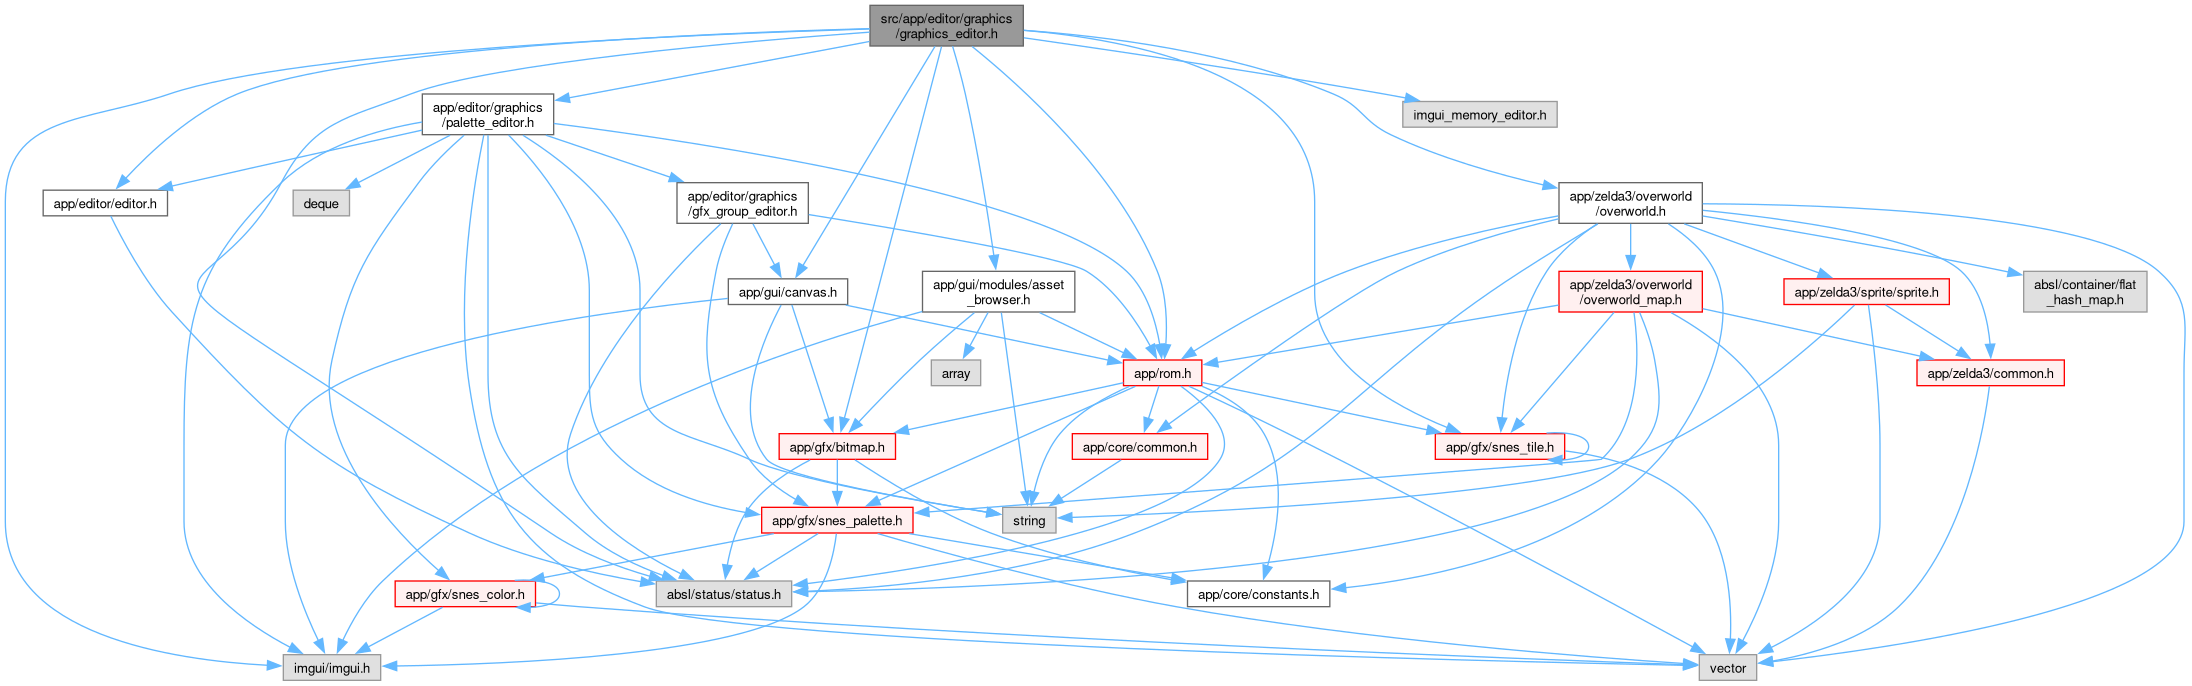 src/app/editor/graphics
/graphics_editor.h
app/editor/graphics
/palette_editor.h
imgui_memory_editor.h
app/editor/editor.h
deque
app/editor/graphics
/gfx_group_editor.h
app/zelda3/overworld
/overworld.h
app/gui/canvas.h
app/gui/modules/asset
_browser.h
app/zelda3/overworld
/overworld_map.h
app/zelda3/sprite/sprite.h
absl/container/flat
_hash_map.h
array
app/rom.h
app/zelda3/common.h
app/gfx/bitmap.h
app/core/common.h
app/gfx/snes_tile.h
app/gfx/snes_palette.h
string
app/gfx/snes_color.h
absl/status/status.h
app/core/constants.h
imgui/imgui.h
vector